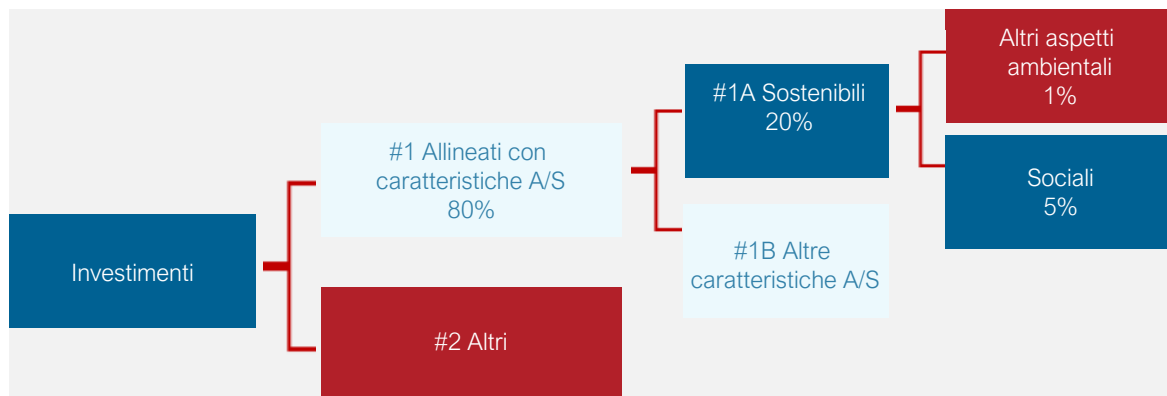 Investimenti
#1 Allineati con
caratteristiche A/S
80%
#2 Altri
#1A Sostenibili
20%
#1B Altre
caratteristiche A/S
Altri aspetti
ambientali
1%
Sociali
5%